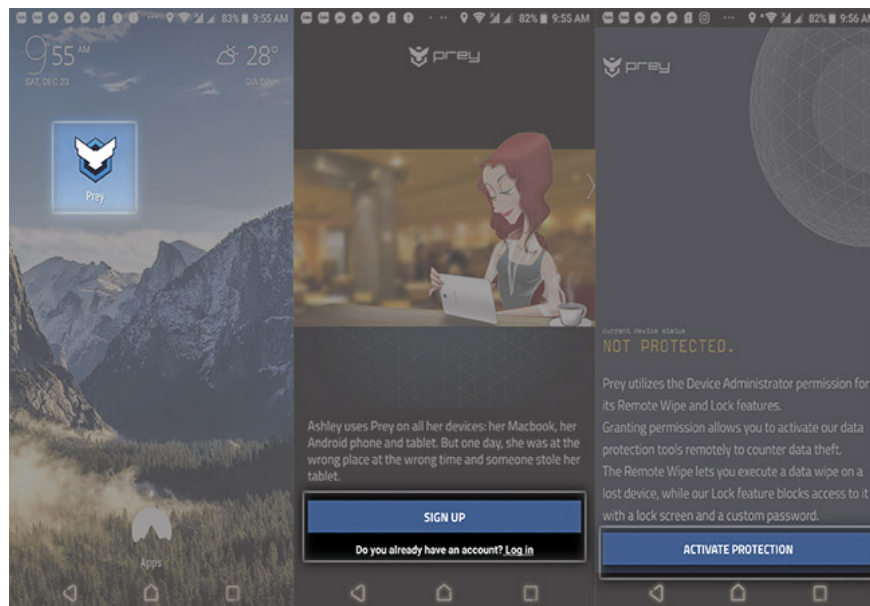 83% 9:55 AM
9:55 AM
SAT, DEC 23
28°
GIA ĐỊNH
Prey
Apps
82% 9:55 AM
prey
Ashley uses Prey on all her devices: her Macbook, her
Android phone and tablet. But one day, she was at the
wrong place at the wrong time and someone stole her
tablet.
SIGN UP
Do you already have an account? Log in
82% 9:56 AM
prey
current device status
NOT PROTECTED.
Prey utilizes the Device Administrator permission for
its Remote Wipe and Lock features.
Granting permission allows you to activate our data
protection tools remotely to counter data theft.
The Remote Wipe lets you execute a data wipe on a
lost device, while our Lock feature blocks access to it
with a lock screen and a custom password.
ACTIVATE PROTECTION